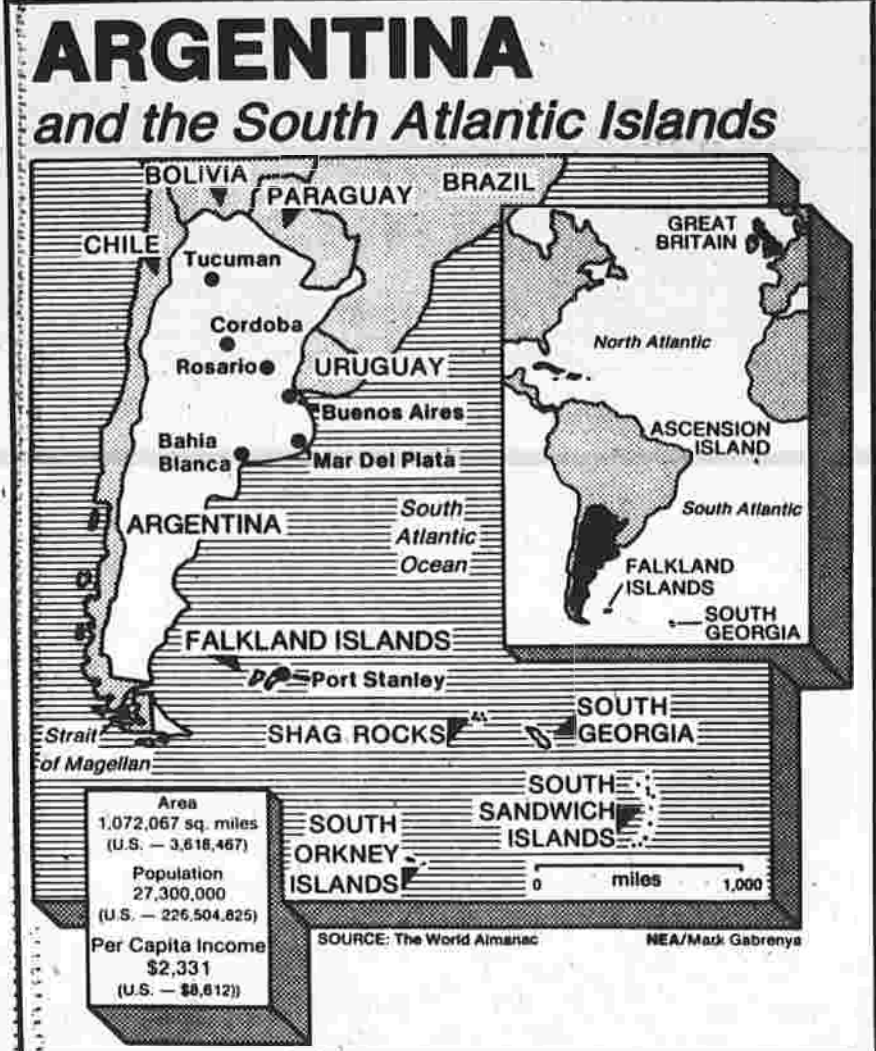 ARGENTINA
and the South Atlantic Islands
BOLIVIA
PARAGUAY
BRAZIL
CHILE
Tucuman
Cordoba
Rosario
URUGUAY
Buenos Aires
Bahia
Blanca
Mar Del Plata
ARGENTINA
South
Atlantic
Ocean
FALKLAND ISLANDS
Port Stanley
Strait
of Magellan
SHAG ROCKS
SOUTH
GEORGIA
SOUTH
SANDWICH
ISLANDS
SOUTH
ORKNEY
ISLANDS
0 miles 1,000
GREAT
BRITAIN
North Atlantic
ASCENSION
ISLAND
South Atlantic
FALKLAND
ISLANDS
SOUTH
GEORGIA
Area
1,072,067 sq. miles
(U.S. — 3,618,467)
Population
27,300,000
(U.S. — 226,504,825)
Per Capita Income
$2,331
(U.S. — $8,612))
SOURCE: The World Almanac
NEA/Mark Gabrenya